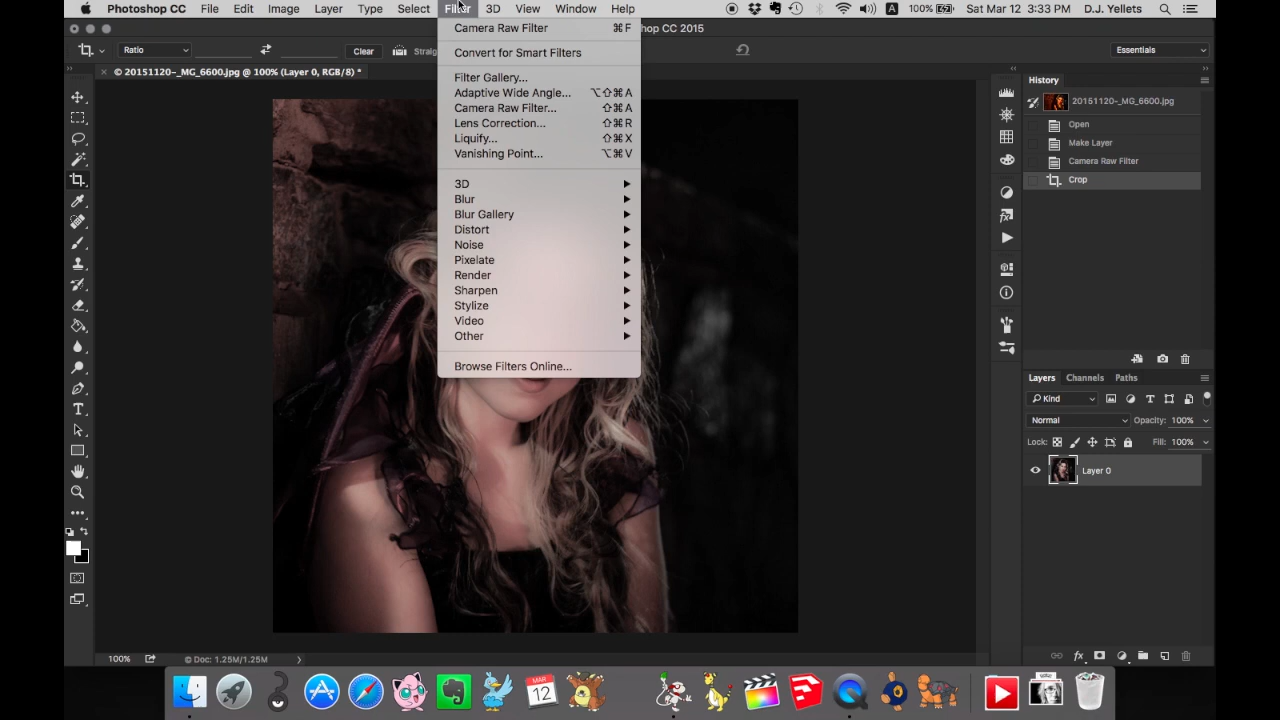 Photoshop CC File Edit Image Layer Type Select Filter 3D View Window Help A 100% Sat Mar 12 3:33 PM D.J. Yellets
hop CC 2015
Ratio Clear Essentials
× © 20151120-_MG_6600.jpg @ 100% (Layer 0, RGB/8) *
Camera Raw Filter ⌘F
Convert for Smart Filters
Filter Gallery...
Adaptive Wide Angle... ⌥⇧⌘A
Camera Raw Filter... ⇧⌘A
Lens Correction... ⇧⌘R
Liquify... ⇧⌘X
Vanishing Point... ⌥⌘V
3D
Blur
Blur Gallery
Distort
Noise
Pixelate
Render
Sharpen
Stylize
Video
Other
Browse Filters Online...
History
20151120-_MG_6600.jpg
Open
Make Layer
Camera Raw Filter
Crop
Layers Channels Paths
Kind
Normal Opacity: 100%
Lock: Fill: 100%
Layer 0
fx
100% Doc: 1.25M/1.25M
MAR
12